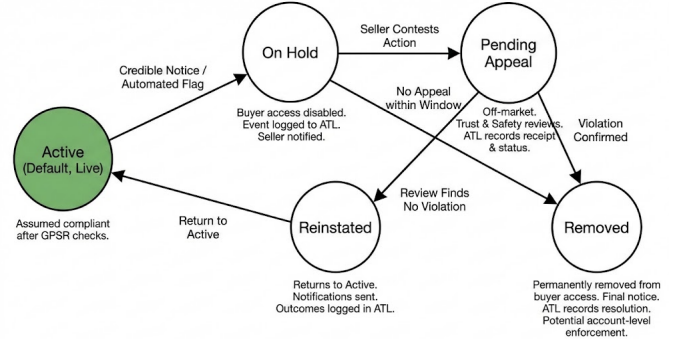 On Hold
Seller Contests
Action
Pending
Appeal
Credible Notice /
Automated Flag
No Appeal
within Window
Buyer access disabled.
Event logged to ATL.
Seller notified.
Off-market.
Trust & Safety reviews.
ATL records receipt
& status.
Violation
Confirmed
Active
(Default, Live)
Assumed compliant
after GPSR checks.
Return to
Active
Reinstated
Review Finds
No Violation
Removed
Returns to Active.
Notifications sent.
Outcomes logged in ATL.
Permanently removed from
buyer access. Final notice.
ATL records resolution.
Potential account-level
enforcement.